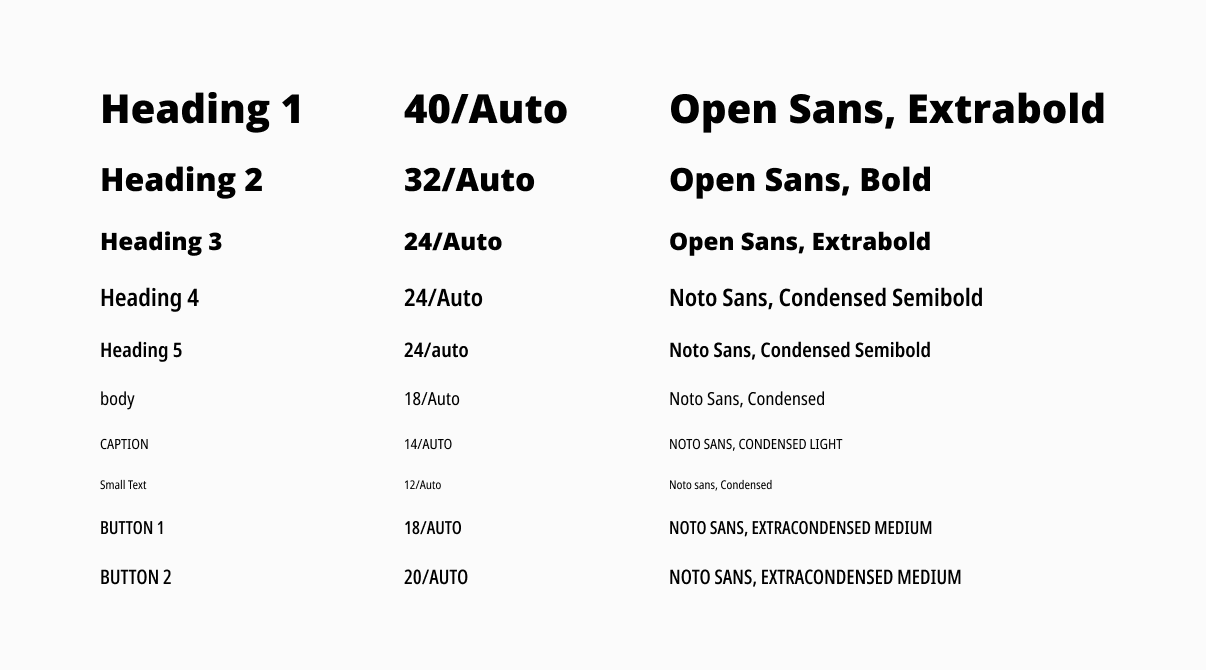 Heading 1 40/Auto Open Sans, Extrabold
Heading 2 32/Auto Open Sans, Bold
Heading 3 24/Auto Open Sans, Extrabold
Heading 4 24/Auto Noto Sans, Condensed Semibold
Heading 5 24/auto Noto Sans, Condensed Semibold
body 18/Auto Noto Sans, Condensed
CAPTION 14/AUTO NOTO SANS, CONDENSED LIGHT
Small Text 12/Auto Noto sans, Condensed
BUTTON 1 18/AUTO NOTO SANS, EXTRACONDENSED MEDIUM
BUTTON 2 20/AUTO NOTO SANS, EXTRACONDENSED MEDIUM